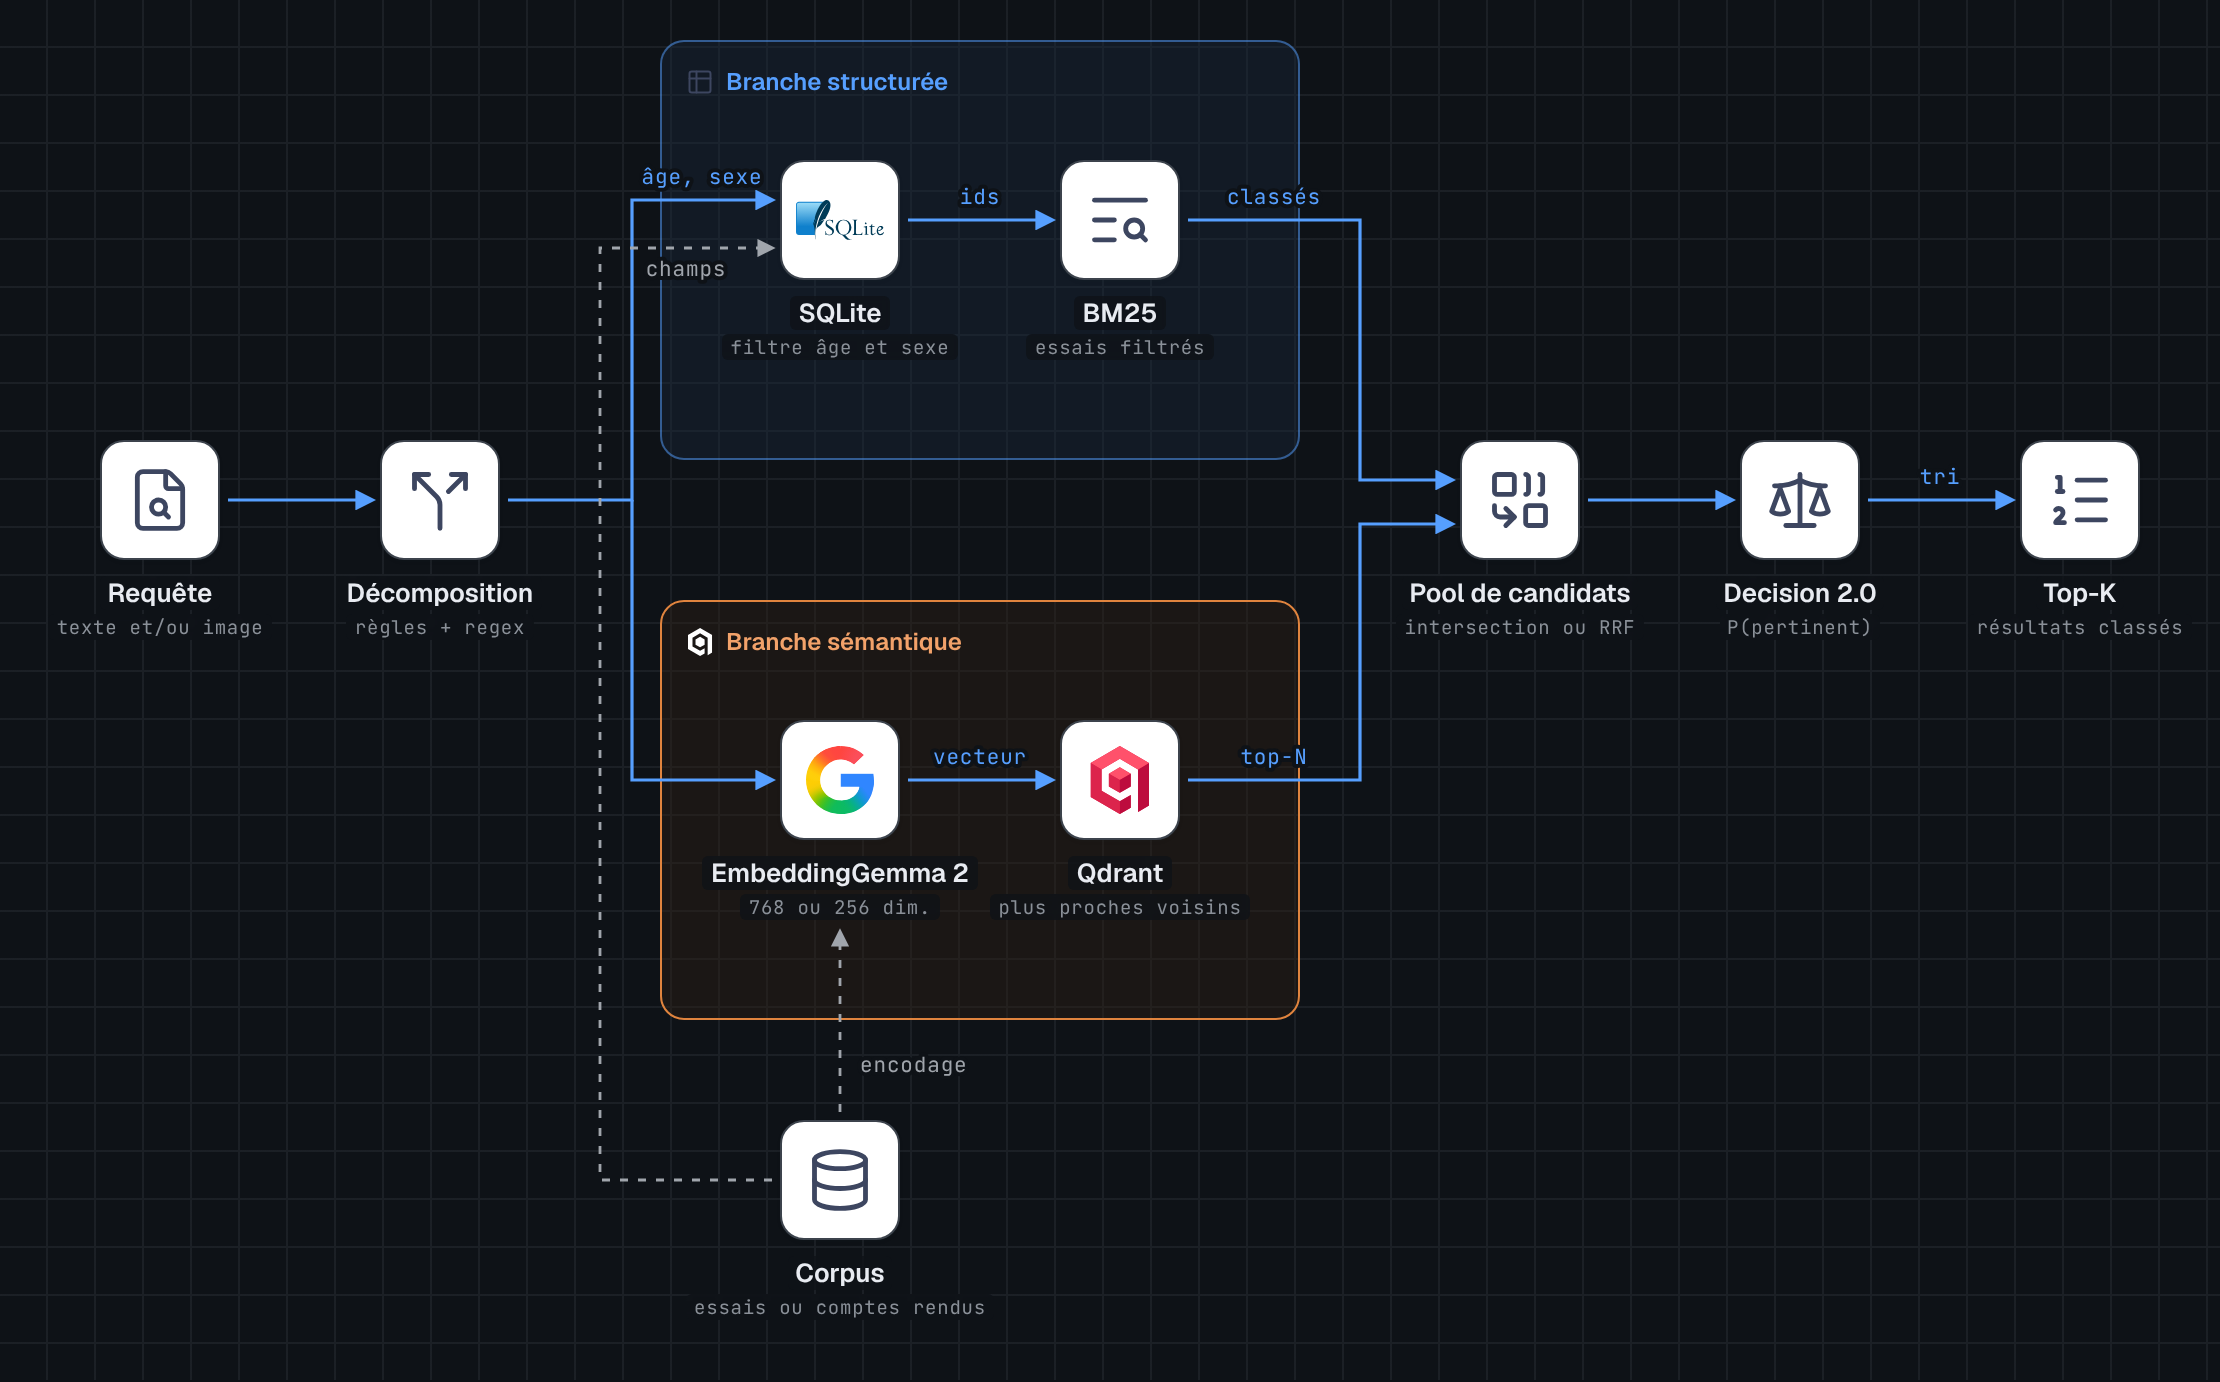 Branche structurée
âge, sexe
ids
classés
SQLite
champs
SQLite
filtre âge et sexe
BM25
essais filtrés
tri
1
2
Requête
texte et/ou image
Décomposition
règles + regex
Pool de candidats
intersection ou RRF
Decision 2.0
P(pertinent)
Top-K
résultats classés
Branche sémantique
vecteur
top-N
EmbeddingGemma 2
768 ou 256 dim.
Qdrant
plus proches voisins
encodage
Corpus
essais ou comptes rendus